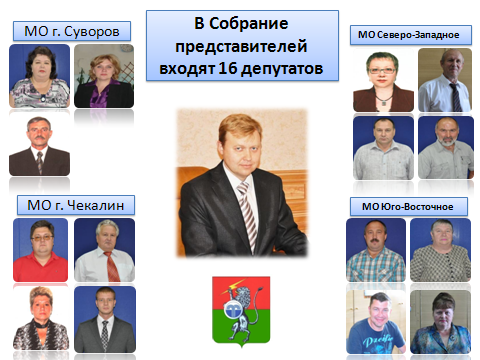 МО г. Суворов
В Собрание
представителей
входят 16 депутатов
МО Северо-Западное
МО г. Чекалин
МО Юго-Восточное